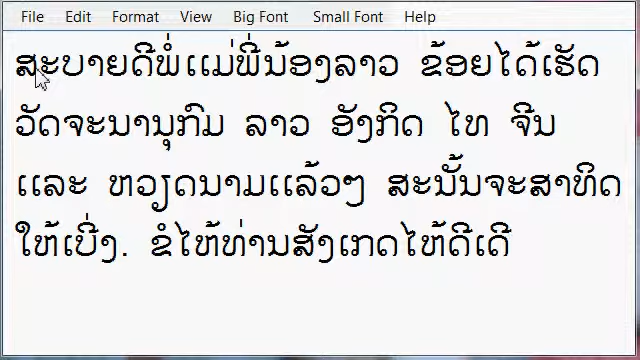 File Edit Format View Big Font Small Font Help
ສະບາຍດີພໍ່ແມ່ພີ່ນ້ອງລາວ ຂ້ອຍໄດ້ເຮັດ
ວັດຈະນານຸກົມ ລາວ ອັງກິດ ໄທ ຈີນ
ແລະ ຫວຽດນາມແລ້ວໆ ສະນັ້ນຈະສາທິດ
ໃຫ້ເບີ່ງ. ຂໍໄຫ້ທ່ານສັງເກດໄຫ້ດີເດີ